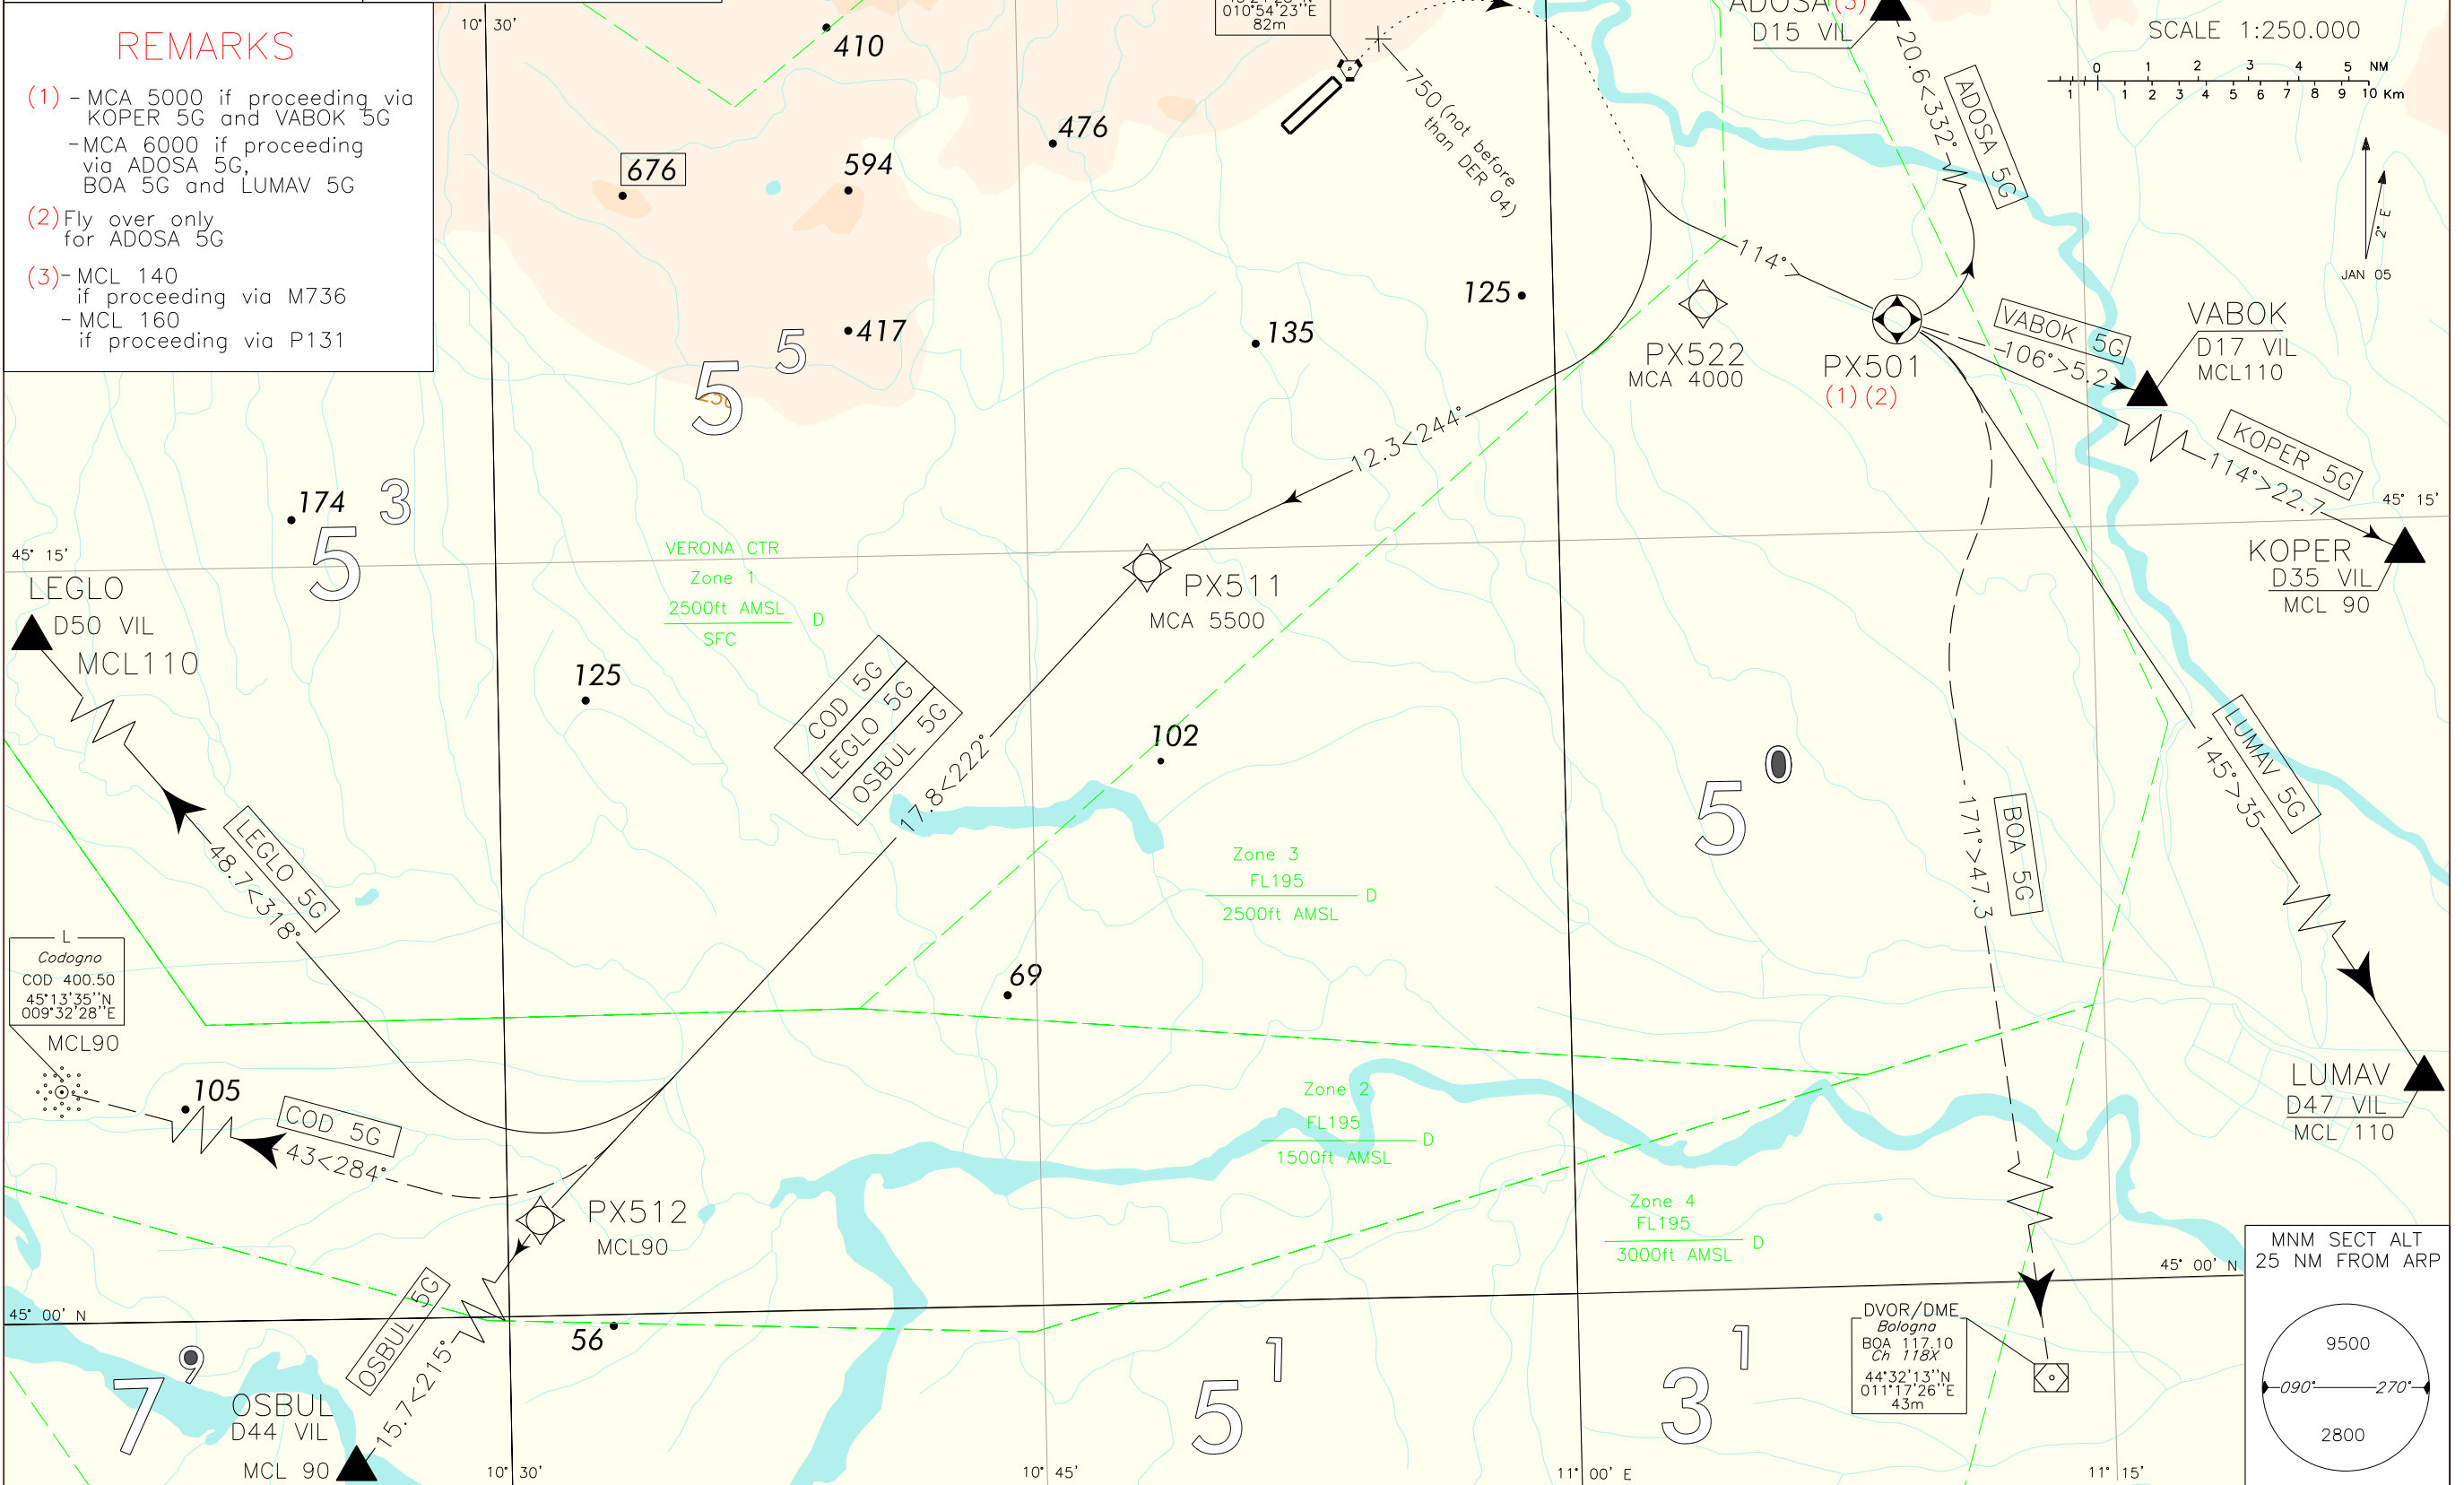 REMARKS
(1) - MCA 5000 if proceeding via
KOPER 5G and VABOK 5G
- MCA 6000 if proceeding
via ADOSA 5G,
BOA 5G and LUMAV 5G
(2) Fly over only
for ADOSA 5G
(3) - MCL 140
if proceeding via M736
- MCL 160
if proceeding via P131
10° 30'
410
010°54'23''E
82m
ADOSA (3)
D15 VIL
SCALE 1:250.000
1 0 1 2 3 4 5 NM
1 1 2 3 4 5 6 7 8 9 10 Km
20.6<332°
ADOSA 5G
750 (not before
than DER 04)
476
676
594
2° E
JAN 05
114°>
125
135
417
5 5
PX522
MCA 4000
PX501
(1) (2)
VABOK 5G
106°>5.2
VABOK
D17 VIL
MCL110
KOPER 5G
114°>22.7
45° 15'
KOPER
D35 VIL
MCL 90
12.3<244°
174
5 3
45° 15'
LEGLO
D50 VIL
MCL110
VERONA CTR
Zone 1
2500ft AMSL
D
SFC
PX511
MCA 5500
125
COD 5G
LEGLO 5G
OSBUL 5G
17.8<222°
102
5 0
LUMAV 5G
145°>35
BOA 5G
171°>47.3
LEGLO 5G
48.7<318°
Zone 3
FL195
D
2500ft AMSL
L
Codogno
COD 400.50
45°13'35''N
009°32'28''E
MCL90
69
105
COD 5G
43<284°
Zone 2
FL195
D
1500ft AMSL
LUMAV
D47 VIL
MCL 110
PX512
MCL90
Zone 4
FL195
D
3000ft AMSL
45° 00' N
MNM SECT ALT
25 NM FROM ARP
9500
090° 270°
2800
45° 00' N
56
OSBUL 5G
15.7<215°
7 9
OSBUL
D44 VIL
MCL 90
5 1
3 1
DVOR/DME
Bologna
BOA 117.10
Ch 118X
44°32'13''N
011°17'26''E
43m
10° 30'
10° 45'
11° 00' E
11° 15'